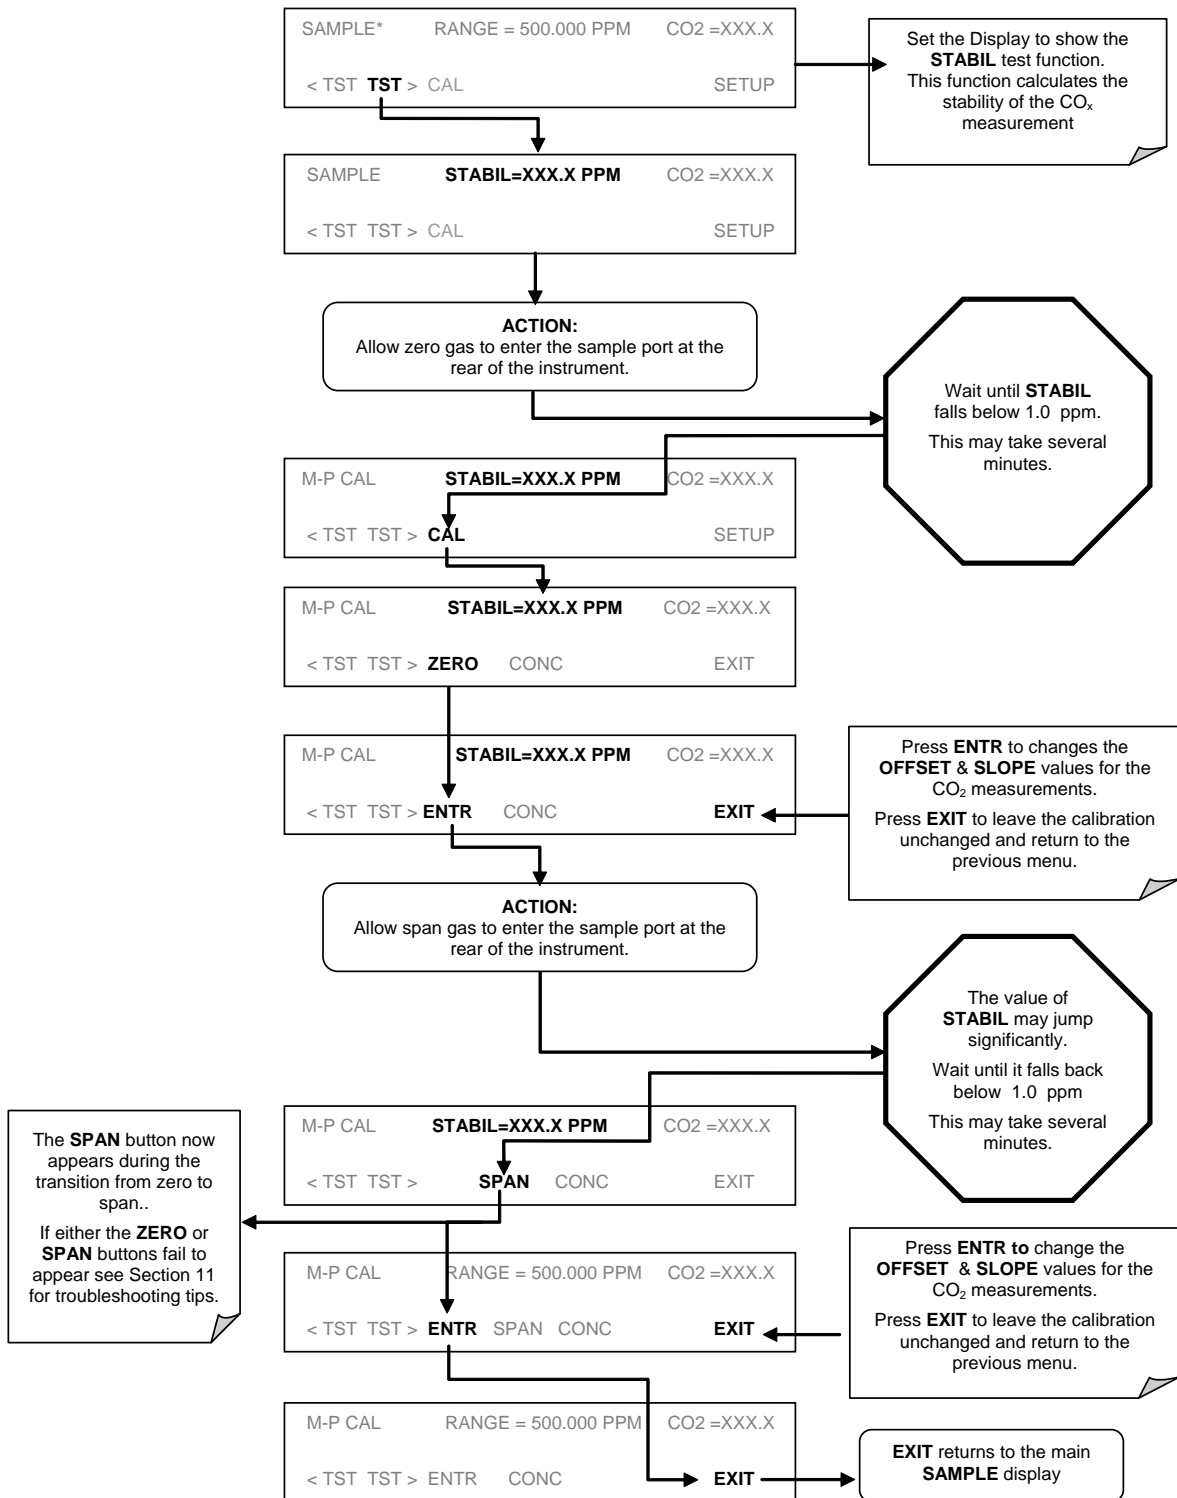 SAMPLE* RANGE = 500.000 PPM CO2 =XXX.X
< TST TST > CAL SETUP
Set the Display to show the
STABIL test function.
This function calculates the
stability of the COx
measurement
SAMPLE STABIL=XXX.X PPM CO2 =XXX.X
< TST TST > CAL SETUP
ACTION:
Allow zero gas to enter the sample port at the
rear of the instrument.
Wait until STABIL
falls below 1.0 ppm.
This may take several
minutes.
M-P CAL STABIL=XXX.X PPM CO2 =XXX.X
< TST TST > CAL SETUP
M-P CAL STABIL=XXX.X PPM CO2 =XXX.X
< TST TST > ZERO CONC EXIT
M-P CAL STABIL=XXX.X PPM CO2 =XXX.X
< TST TST > ENTR CONC EXIT
Press ENTR to changes the
OFFSET & SLOPE values for the
CO2 measurements.
Press EXIT to leave the calibration
unchanged and return to the
previous menu.
ACTION:
Allow span gas to enter the sample port at the
rear of the instrument.
The value of
STABIL may jump
significantly.
Wait until it falls back
below 1.0 ppm
This may take several
minutes.
M-P CAL STABIL=XXX.X PPM CO2 =XXX.X
< TST TST > SPAN CONC EXIT
The SPAN button now
appears during the
transition from zero to
span..
If either the ZERO or
SPAN buttons fail to
appear see Section 11
for troubleshooting tips.
M-P CAL RANGE = 500.000 PPM CO2 =XXX.X
< TST TST > ENTR SPAN CONC EXIT
Press ENTR to change the
OFFSET & SLOPE values for the
CO2 measurements.
Press EXIT to leave the calibration
unchanged and return to the
previous menu.
M-P CAL RANGE = 500.000 PPM CO2 =XXX.X
< TST TST > ENTR CONC EXIT
EXIT returns to the main
SAMPLE display